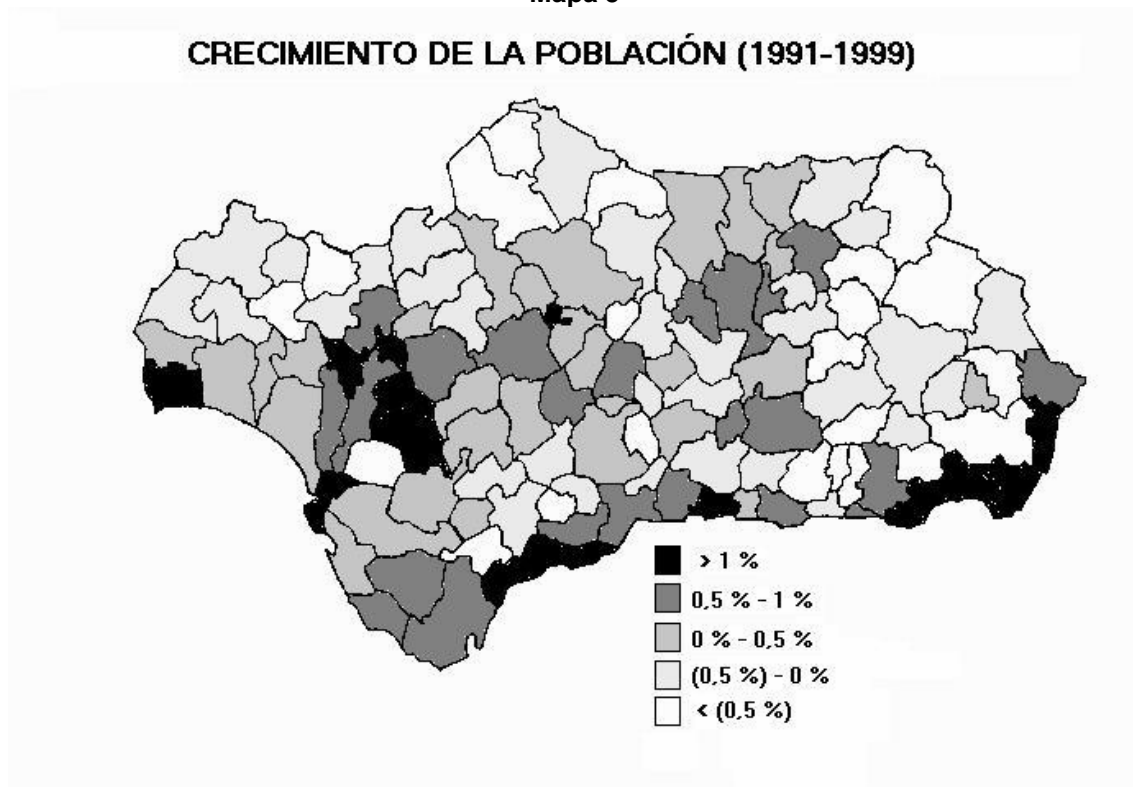 CRECIMIENTO DE LA POBLACIÓN (1991-1999)
> 1 %
0,5 % - 1 %
0 % - 0,5 %
(0,5 %) - 0 %
< (0,5 %)